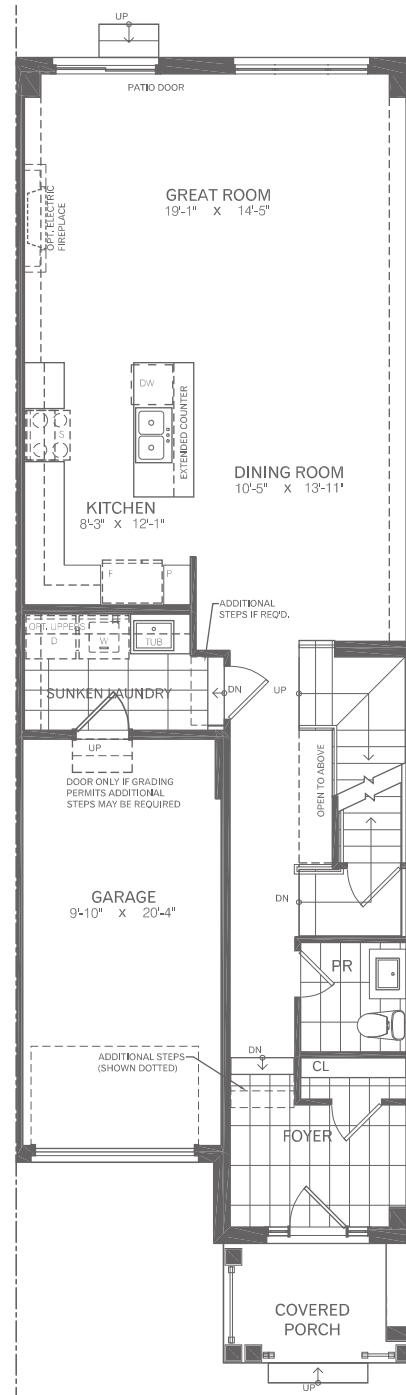 UP
PATIO DOOR
GREAT ROOM
19'-1" X 14'-5"
OPT. ELECTRIC
FIREPLACE
DW
S
EXTENDED COUNTER
DINING ROOM
10'-5" X 13'-11"
KITCHEN
8'-3" X 12'-1"
F
P
ADDITIONAL
STEPS IF REQ'D.
OPT. UPPERS
D
W
TUB
SUNKEN LAUNDRY
DN
UP
UP
OPEN TO ABOVE
DOOR ONLY IF GRADING
PERMITS ADDITIONAL
STEPS MAY BE REQUIRED
GARAGE
9'-10" X 20'-4"
DN
PR
ADDITIONAL STEPS
(SHOWN DOTTED)
DN
CL
FOYER
COVERED
PORCH
UP